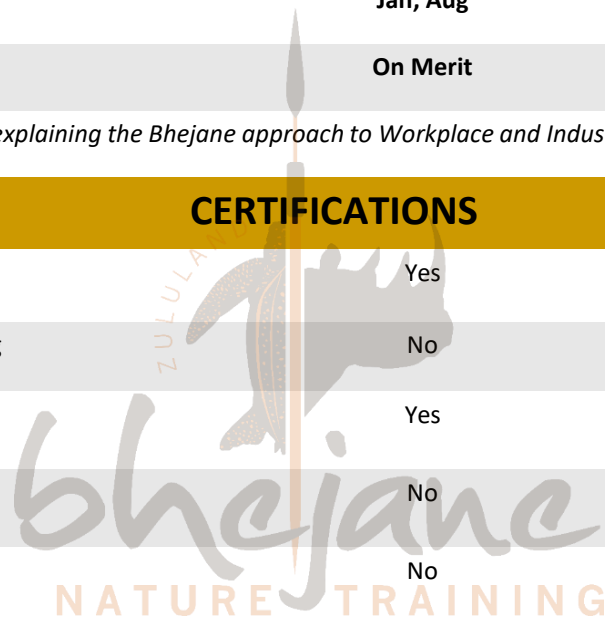 Jan, Aug
On Merit
explaining the Bhejane approach to Workplace and Indus
CERTIFICATIONS
Yes
No
Yes
No
No
ZULULAND
bhejane
NATURE TRAINING